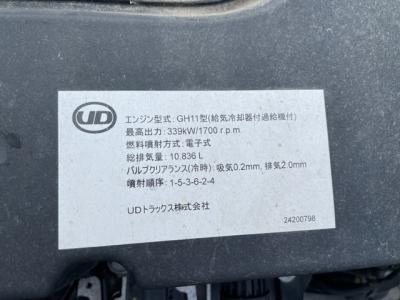 UD
エンジン型式:GH11型(給気冷却器付過給機付)
最高出力:339kW/1700 r.p.m.
燃料噴射方式:電子式
総排気量:10.836 L
バルブクリアランス(冷時):吸気0.2mm, 排気2.0mm
噴射順序:1-5-3-6-2-4
UDトラックス株式会社
24200798